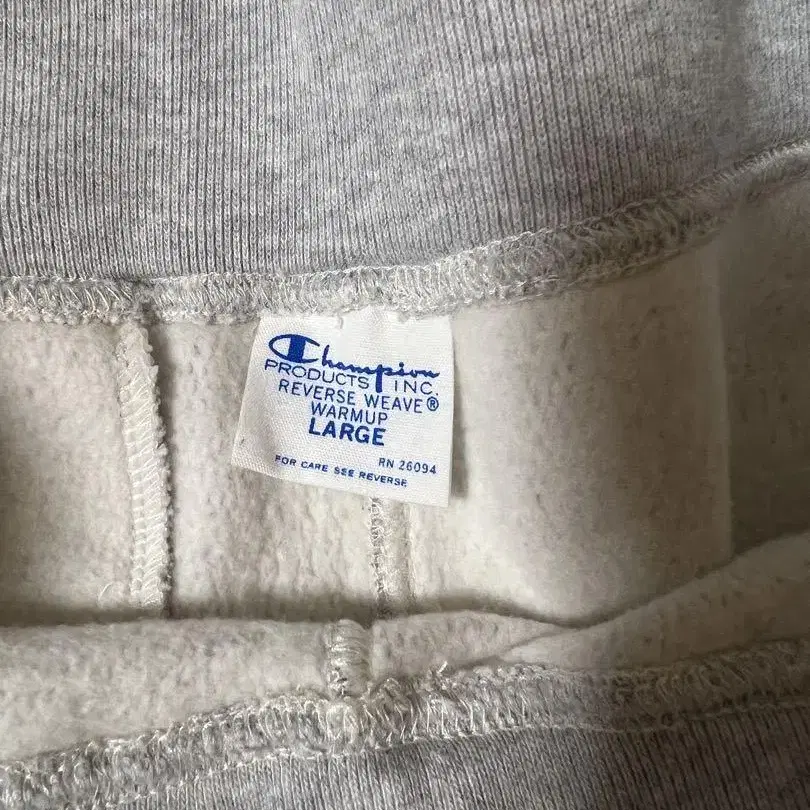 Champion
PRODUCTS INC.
REVERSE WEAVE®
WARMUP
LARGE
RN 26094
FOR CARE SEE REVERSE